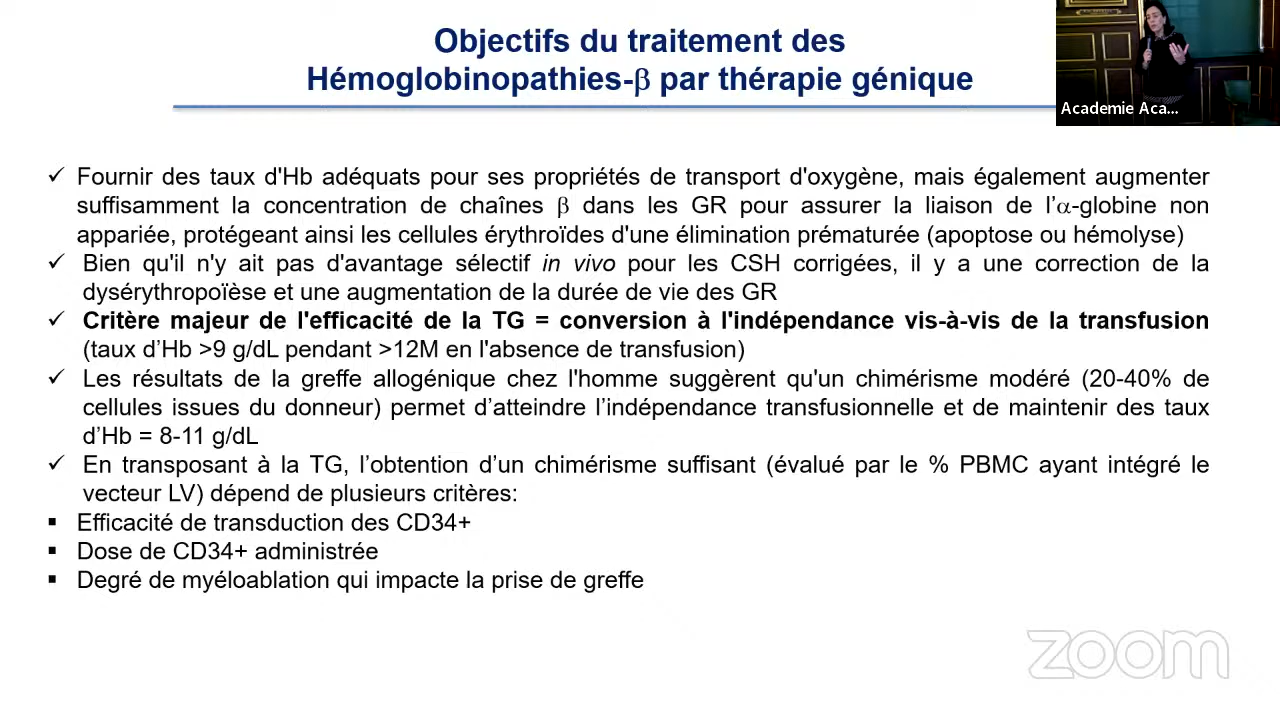 Objectifs du traitement des
Hémoglobinopathies-β par thérapie génique
Academie Aca...
✓ Fournir des taux d'Hb adéquats pour ses propriétés de transport d'oxygène, mais également augmenter
suffisamment la concentration de chaînes β dans les GR pour assurer la liaison de l’α-globine non
appariée, protégeant ainsi les cellules érythroïdes d'une élimination prématurée (apoptose ou hémolyse)
✓ Bien qu'il n'y ait pas d'avantage sélectif in vivo pour les CSH corrigées, il y a une correction de la
dysérythropoïèse et une augmentation de la durée de vie des GR
✓ Critère majeur de l'efficacité de la TG = conversion à l'indépendance vis-à-vis de la transfusion
(taux d’Hb >9 g/dL pendant >12M en l'absence de transfusion)
✓ Les résultats de la greffe allogénique chez l'homme suggèrent qu'un chimérisme modéré (20-40% de
cellules issues du donneur) permet d’atteindre l’indépendance transfusionnelle et de maintenir des taux
d’Hb = 8-11 g/dL
✓ En transposant à la TG, l’obtention d’un chimérisme suffisant (évalué par le % PBMC ayant intégré le
vecteur LV) dépend de plusieurs critères:
▪ Efficacité de transduction des CD34+
▪ Dose de CD34+ administrée
▪ Degré de myéloablation qui impacte la prise de greffe
zoom